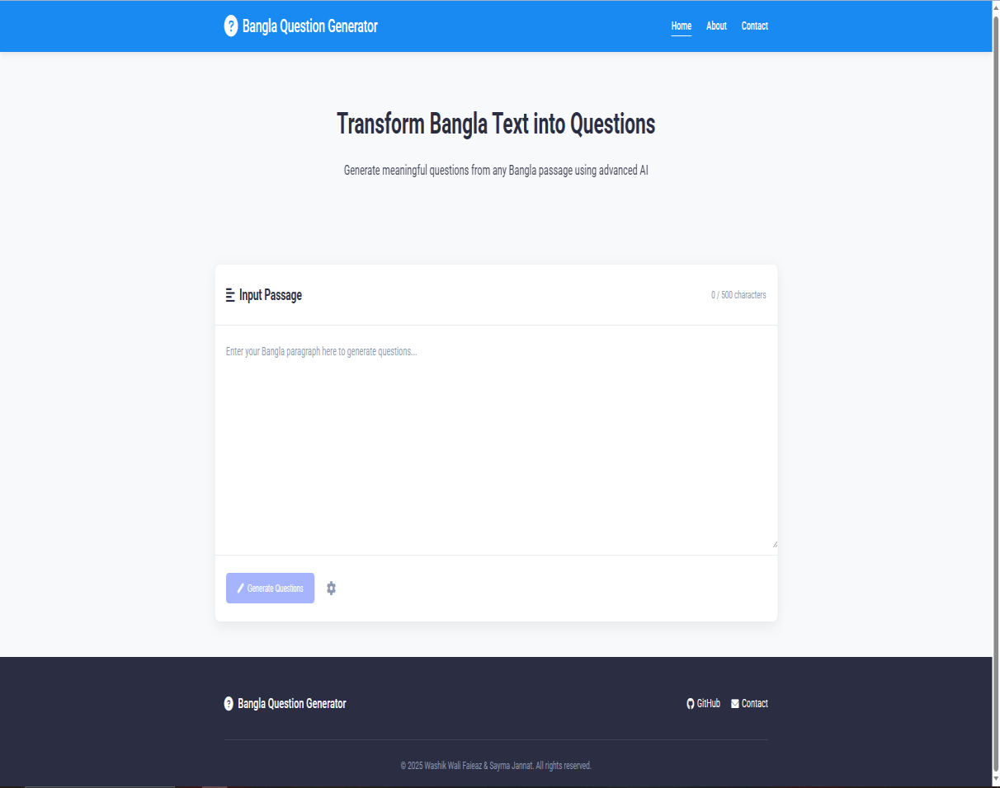 Bangla Question Generator
Home About Contact
Transform Bangla Text into Questions
Generate meaningful questions from any Bangla passage using advanced AI
Input Passage
0 / 500 characters
Enter your Bangla paragraph here to generate questions...
Generate Questions
Bangla Question Generator
GitHub Contact
© 2025 Washik Wali Faieaz & Sayma Jannat. All rights reserved.